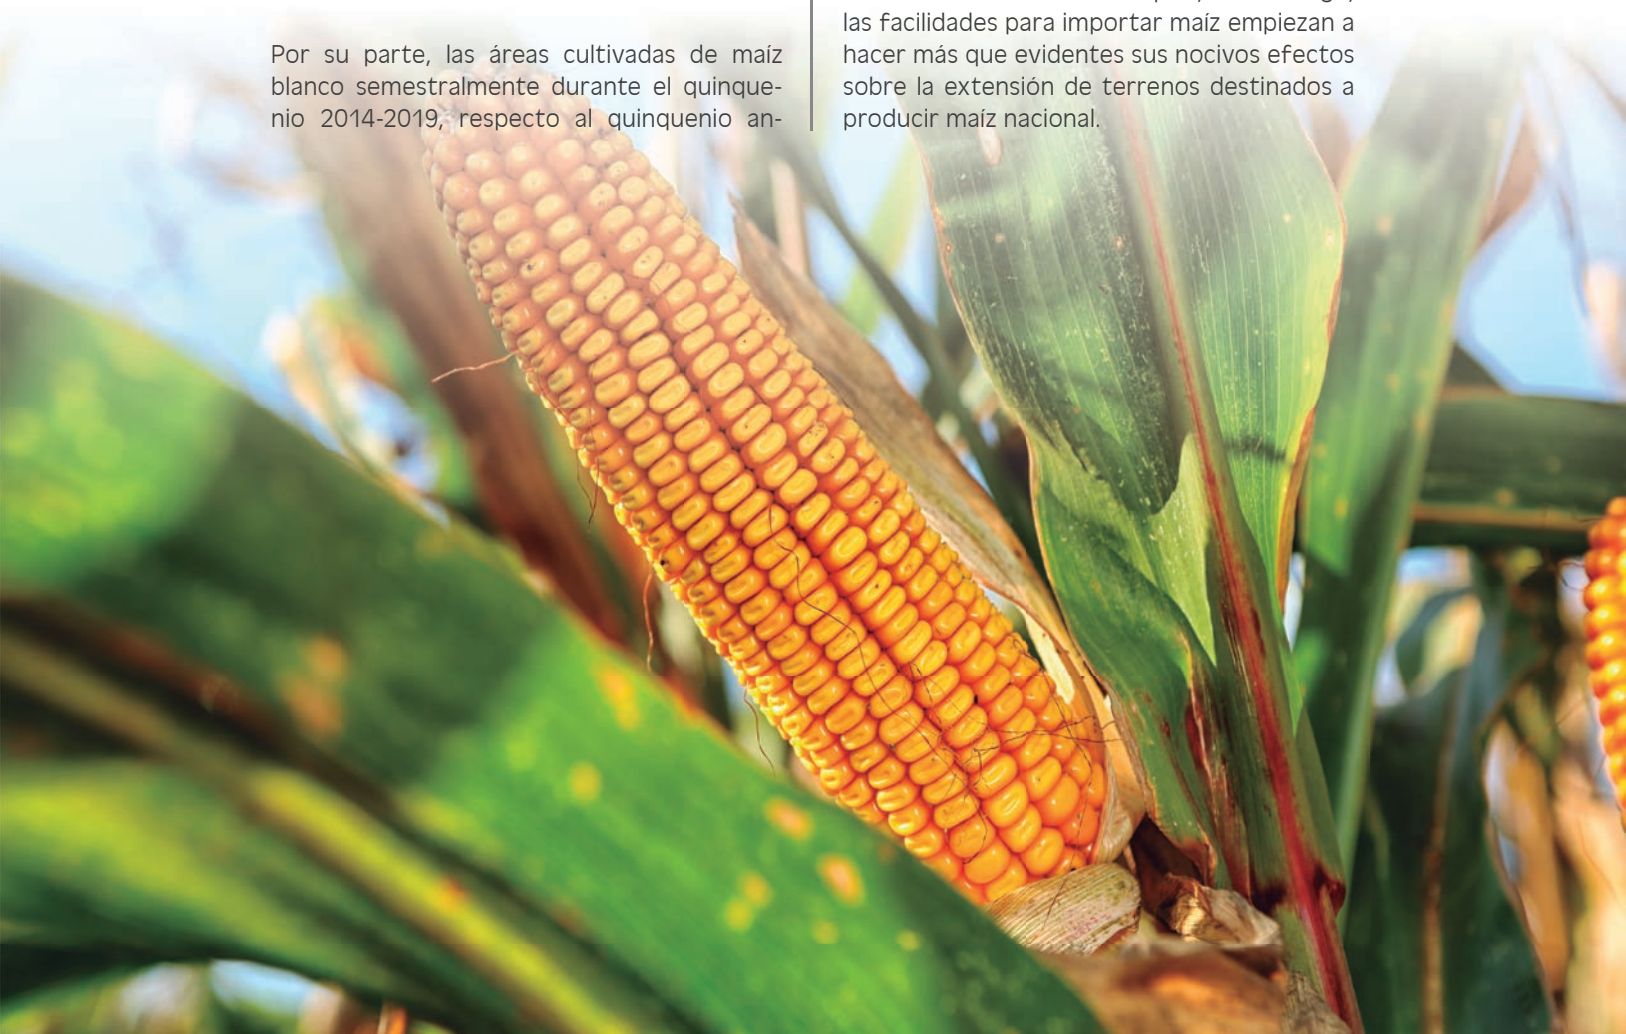 Por su parte, las áreas cultivadas de maíz
blanco semestralmente durante el quinque-
nio 2014-2019, respecto al quinquenio an-
las facilidades para importar maíz empiezan a
hacer más que evidentes sus nocivos efectos
sobre la extensión de terrenos destinados a
producir maíz nacional.